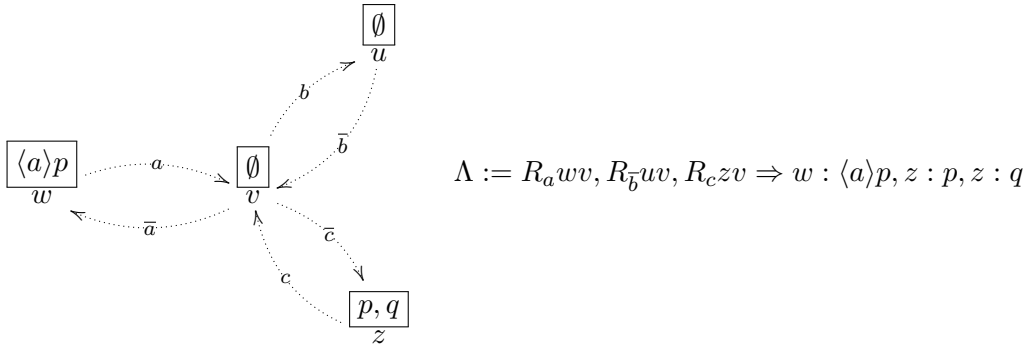 ∅
u
b
b̅
⟨a⟩p
w
a
∅
v
a̅
c̅
c
p, q
z
Λ := R_a wv, R_b̅ uv, R_c zv ⇒ w : ⟨a⟩p, z : p, z : q